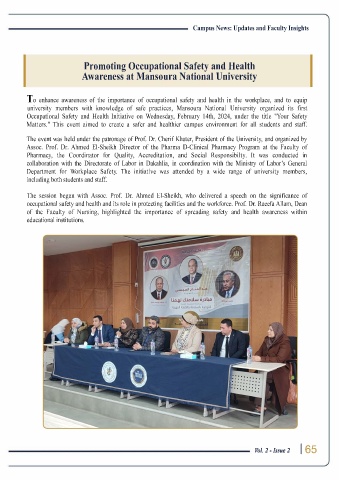 Campus News: Updates and Faculty Insights
Promoting Occupational Safety and Health
Awareness at Mansoura National University
To enhance awareness of the importance of occupational safety and health in the workplace, and to equip
university members with knowledge of safe practices, Mansoura National University organized its first
Occupational Safety and Health Initiative on Wednesday, February 14th, 2024, under the title "Your Safety
Matters." This event aimed to create a safer and healthier campus environment for all students and staff.
The event was held under the patronage of Prof. Dr. Cherif Khater, President of the University, and organized by
Assoc. Prof. Dr. Ahmed El-Sheikh Director of the Pharma D-Clinical Pharmacy Program at the Faculty of
Pharmacy, the Coordinator for Quality, Accreditation, and Social Responsibility. It was conducted in
collaboration with the Directorate of Labor in Dakahlia, in coordination with the Ministry of Labor's General
Department for Workplace Safety. The initiative was attended by a wide range of university members,
including both students and staff.
The session began with Assoc. Prof. Dr. Ahmed El-Sheikh, who delivered a speech on the significance of
occupational safety and health and its role in protecting facilities and the workforce. Prof. Dr. Raeefa Allam, Dean
of the Faculty of Nursing, highlighted the importance of spreading safety and health awareness within
educational institutions.
Vol. 2 - Issue 2
65